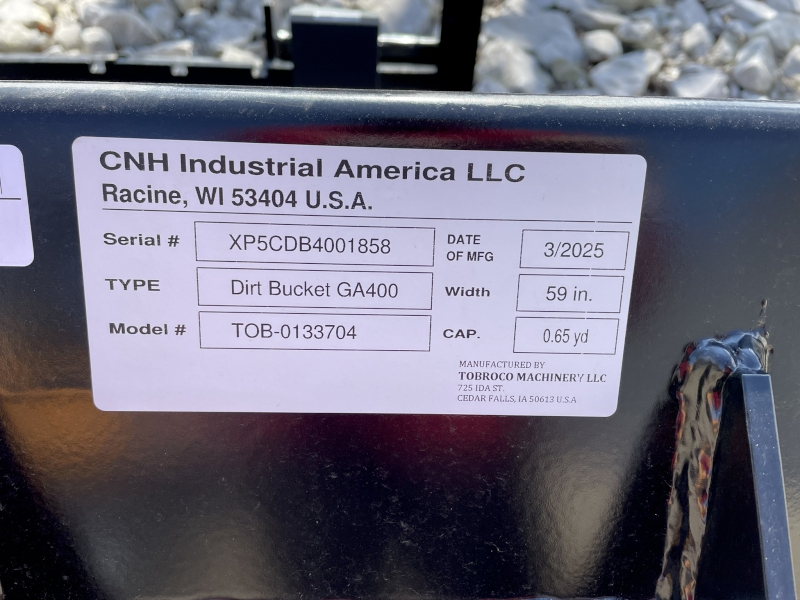 CNH Industrial America LLC
Racine, WI 53404 U.S.A.
Serial # XP5CDB4001858 DATE OF MFG 3/2025
TYPE Dirt Bucket GA400 Width 59 in.
Model # TOB-0133704 CAP. 0.65 yd
MANUFACTURED BY
TOBROCO MACHINERY LLC
725 IDA ST.
CEDAR FALLS, IA 50613 U.S.A